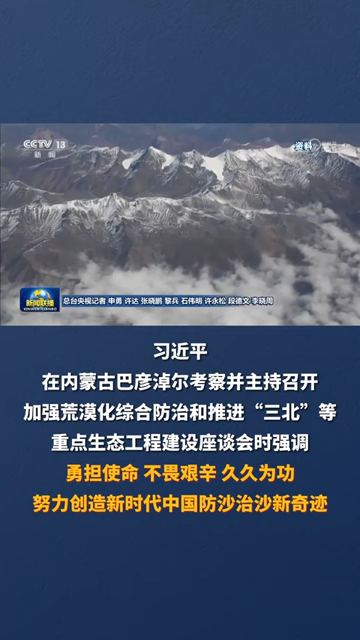 CCTV 13
资料
新闻
新闻联播
总台央视记者 申勇 许达 张晓鹏 黎兵 石伟明 许永松 段德文 李晓周
习近平
在内蒙古巴彦淖尔考察并主持召开
加强荒漠化综合防治和推进“三北”等
重点生态工程建设座谈会时强调
勇担使命 不畏艰辛 久久为功
努力创造新时代中国防沙治沙新奇迹